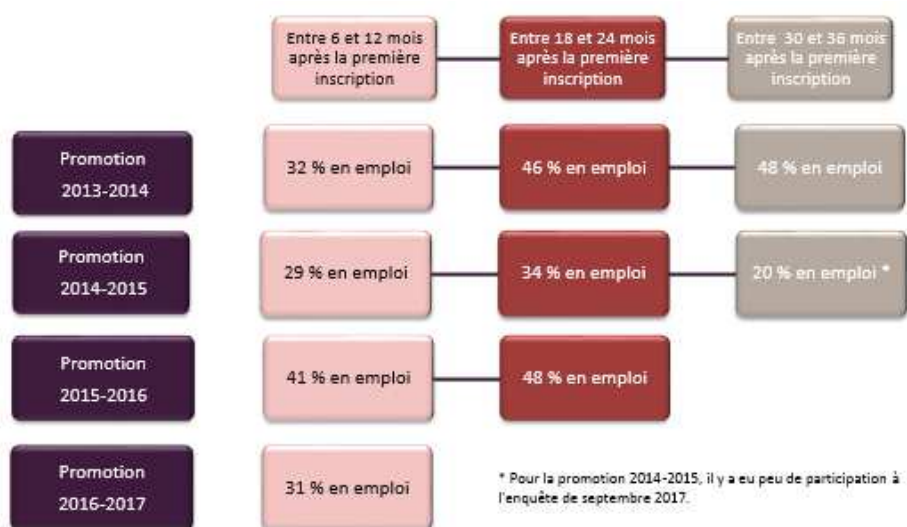 Entre 6 et 12 mois
après la première
inscription
Entre 18 et 24 mois
après la première
inscription
Entre 30 et 36 mois
après la première
inscription
Promotion
2013-2014
32 % en emploi
46 % en emploi
48 % en emploi
Promotion
2014-2015
29 % en emploi
34 % en emploi
20 % en emploi *
Promotion
2015-2016
41 % en emploi
48 % en emploi
Promotion
2016-2017
31 % en emploi
* Pour la promotion 2014-2015, il y a eu peu de participation à
l'enquête de septembre 2017.